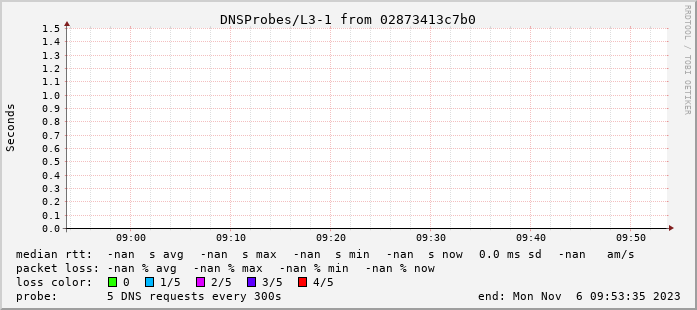 DNSProbes/L3-1 from 02873413c7b0
RRDTOOL / TOBI OETIKER
Seconds
1.5
1.4
1.3
1.2
1.1
1.0
0.9
0.8
0.7
0.6
0.5
0.4
0.3
0.2
0.1
0.0
09:00 09:10 09:20 09:30 09:40 09:50
median rtt: -nan s avg -nan s max -nan s min -nan s now 0.0 ms sd -nan am/s
packet loss: -nan % avg -nan % max -nan % min -nan % now
loss color: 0 1/5 2/5 3/5 4/5
probe: 5 DNS requests every 300s end: Mon Nov 6 09:53:35 2023